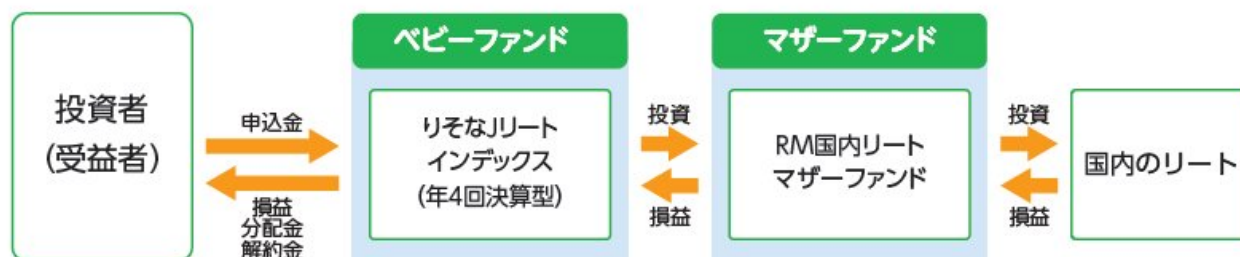 投資者
(受益者)
申込金
損益
分配金
解約金
ベビーファンド
りそなJリート
インデックス
(年4回決算型)
投資
損益
マザーファンド
RM国内リート
マザーファンド
投資
損益
国内のリート